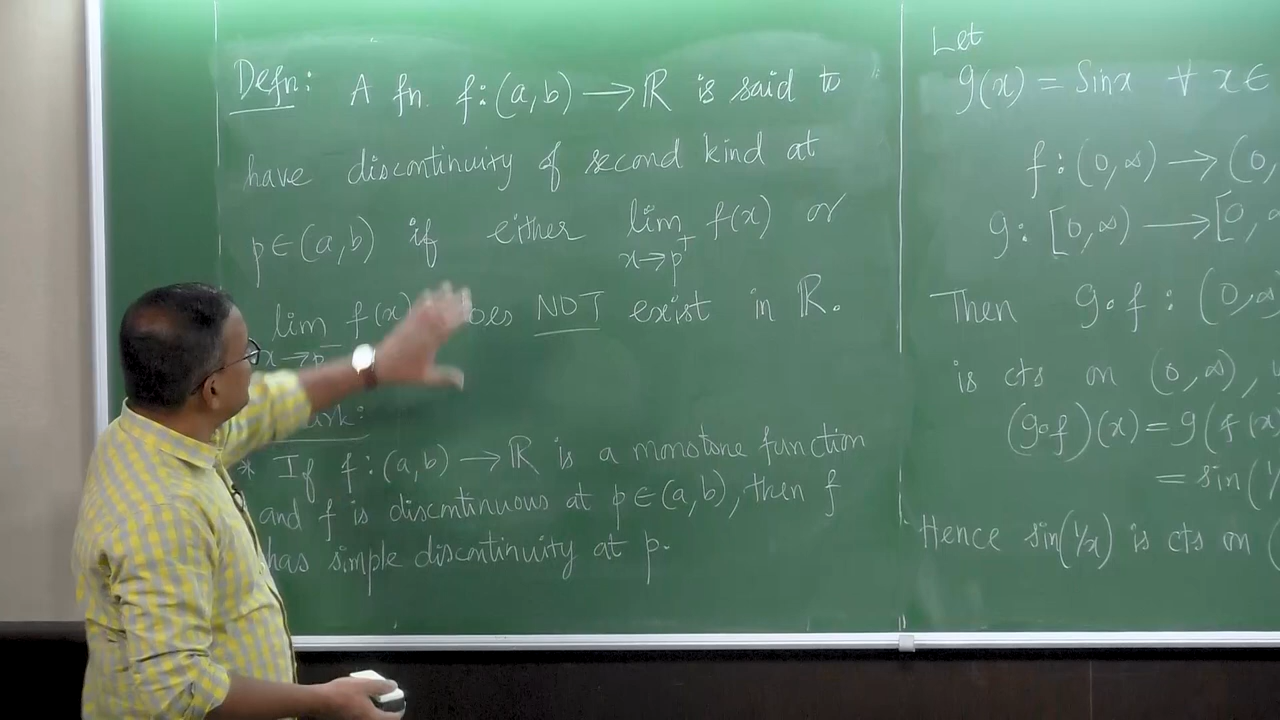 Defn: A fn. f:(a,b) → ℝ is said to
have discontinuity of second kind at
p∈(a,b) if either lim f(x) or
x→p⁺
lim f(x) does NOT exist in ℝ.
x→p⁻
* If f:(a,b) → ℝ is a monotone function
and f is discontinuous at p∈(a,b), then f
has simple discontinuity at p.
Let
g(x) = Sinx ∀ x∈
f:(0,∞) → (0,
g:[0,∞) → [0,
Then g∘f : (0,∞
is cts on (0,∞),
(g∘f)(x) = g(f(x
= sin(1/
Hence sin(1/x) is cts on (